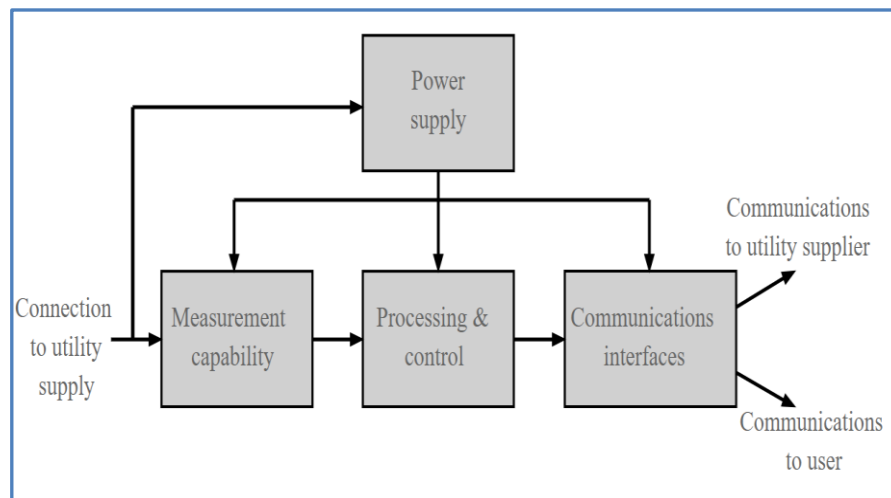 Power
supply
Communications
to utility supplier
Connection
to utility
supply
Measurement
capability
Processing &
control
Communications
interfaces
Communications
to user